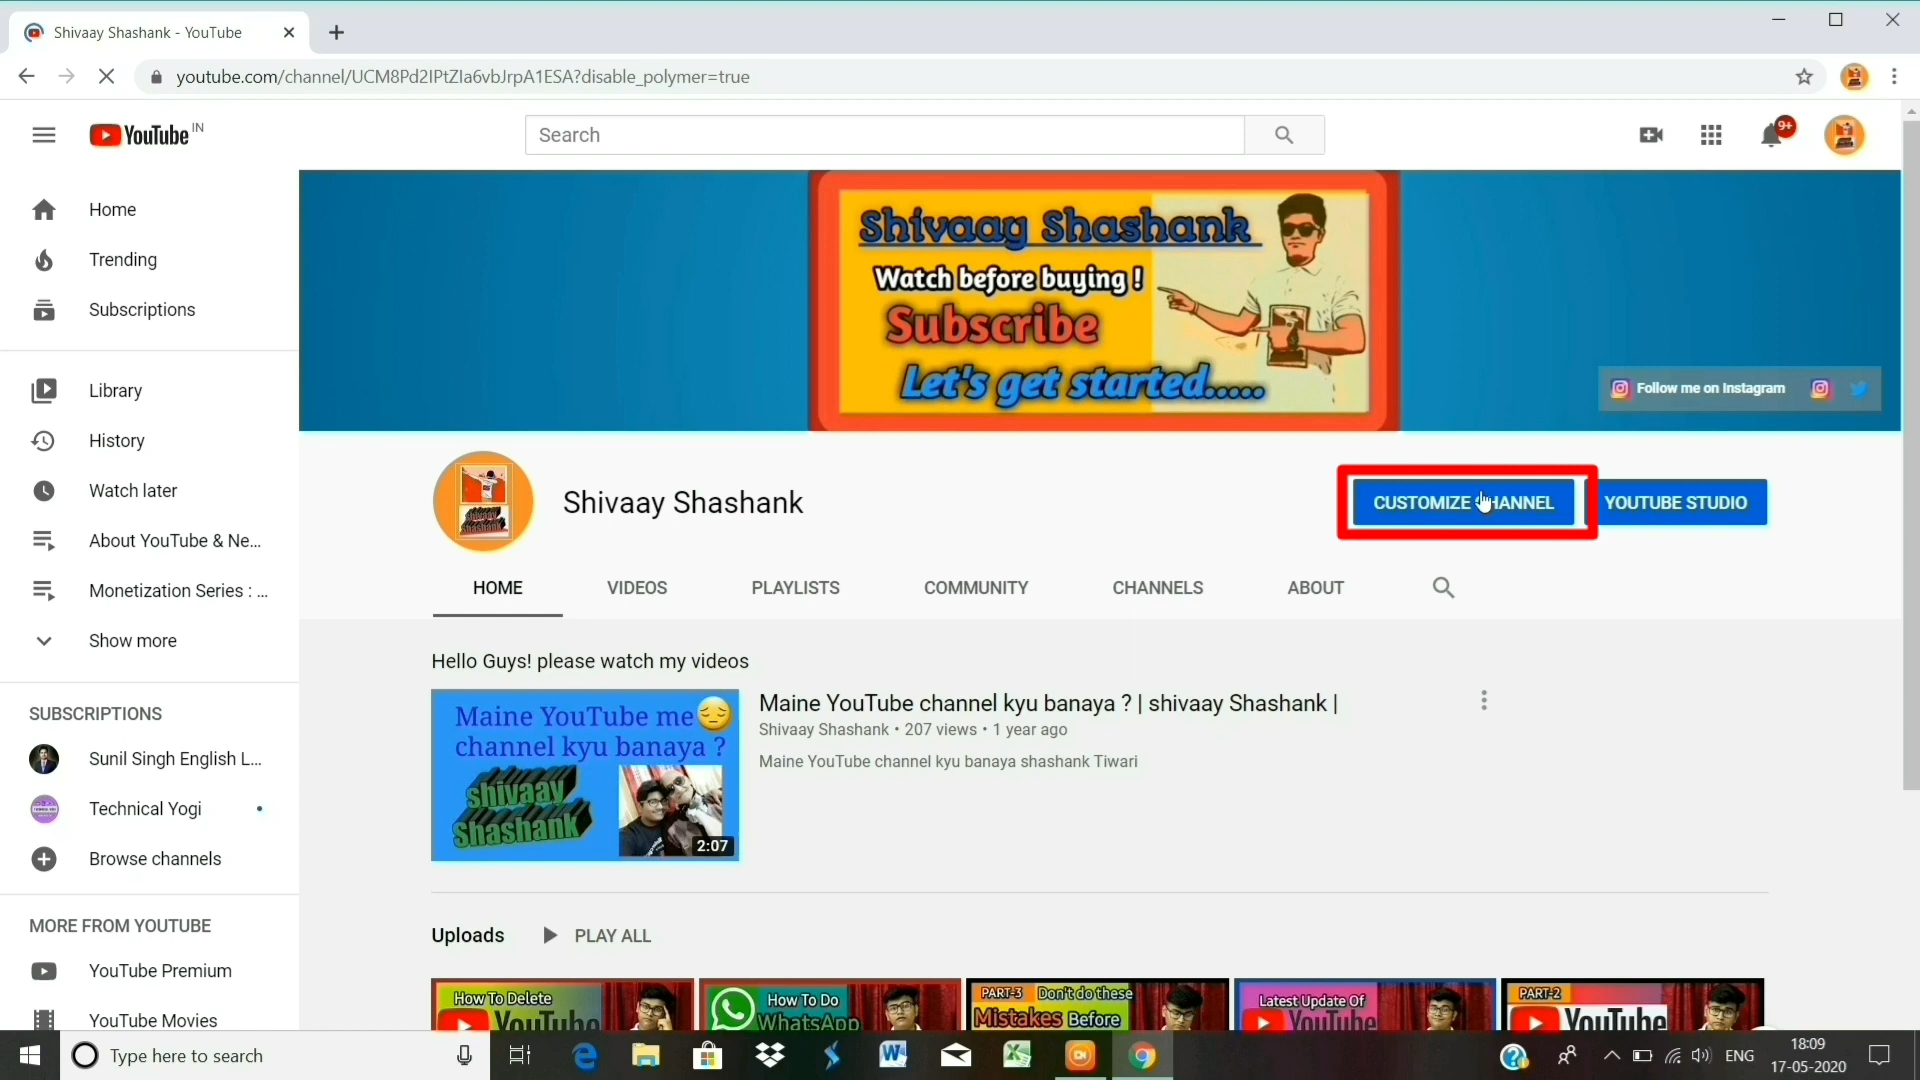 Shivaay Shashank - YouTube
youtube.com/channel/UCM8Pd2IPtZIa6vbJrpA1ESA?disable_polymer=true
YouTube IN
Search
9+
Home
Trending
Subscriptions
Library
History
Watch later
About YouTube & Ne...
Monetization Series : ...
Show more
SUBSCRIPTIONS
Sunil Singh English L...
Technical Yogi
Browse channels
MORE FROM YOUTUBE
YouTube Premium
YouTube Movies
Shivaay Shashank
Watch before buying !
Subscribe
Let's get started.....
Follow me on Instagram
Shivaay Shashank
CUSTOMIZE CHANNEL
YOUTUBE STUDIO
HOME
VIDEOS
PLAYLISTS
COMMUNITY
CHANNELS
ABOUT
Hello Guys! please watch my videos
Maine YouTube me
channel kyu banaya ?
shivaay
Shashank
2:07
Maine YouTube channel kyu banaya ? | shivaay Shashank |
Shivaay Shashank • 207 views • 1 year ago
Maine YouTube channel kyu banaya shashank Tiwari
Uploads
PLAY ALL
How To Delete
YouTube
How To Do
WhatsApp
PART-3 Don't do these
Mistakes Before
Latest Update Of
YouTube
PART-2
YouTube
Type here to search
ENG
18:09
17-05-2020